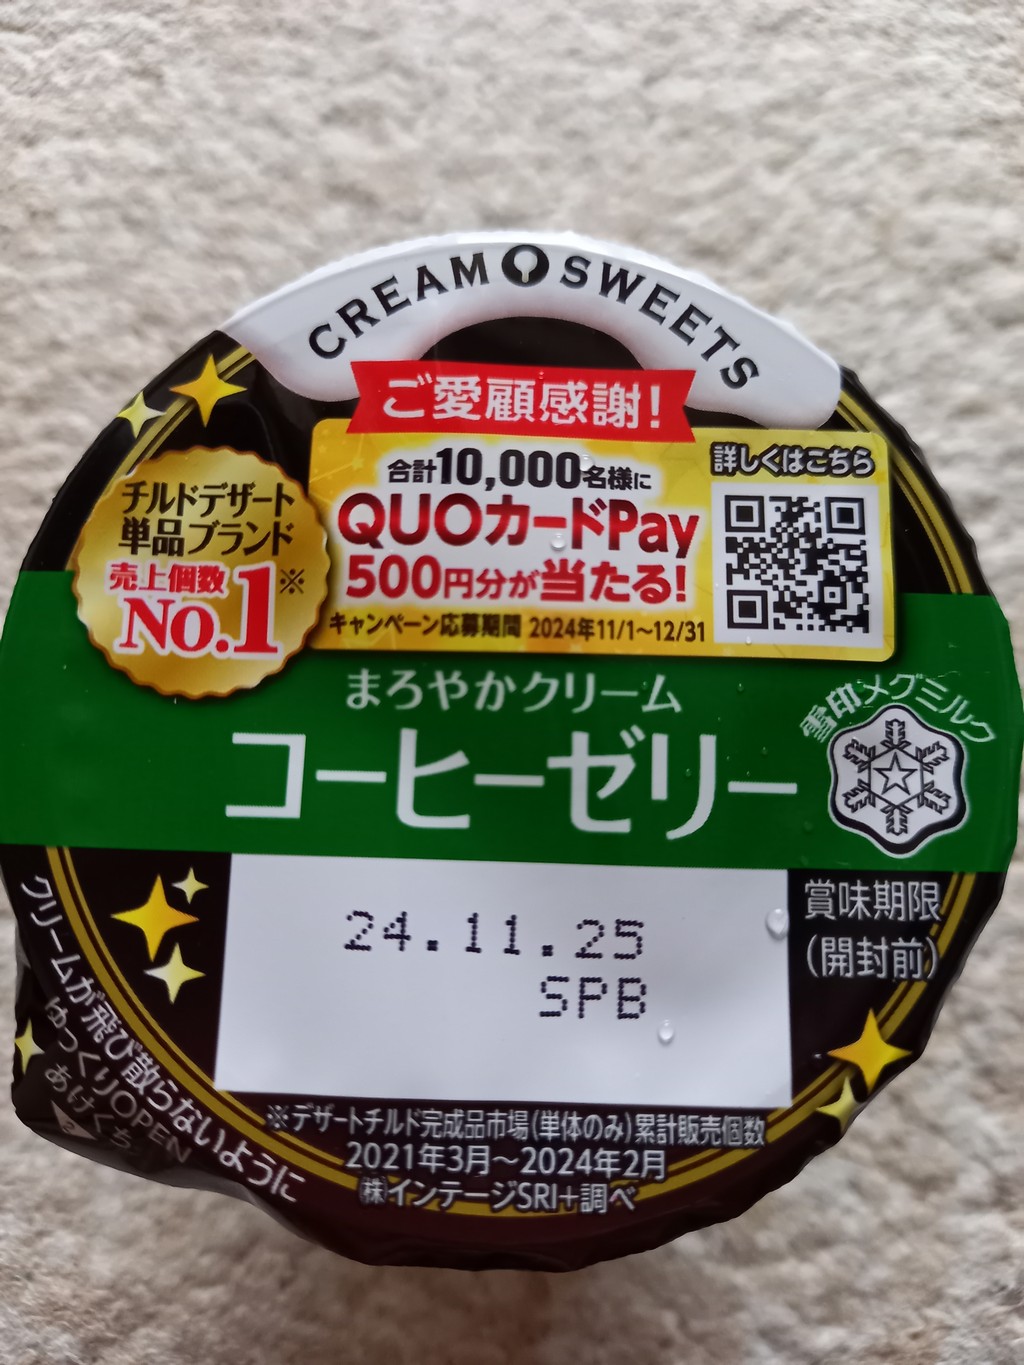 CREAM SWEETS
ご愛顧感謝!
合計10,000名様に
QUOカードPay
500円分が当たる!
キャンペーン応募期間 2024年11/1〜12/31
詳しくはこちら
チルドデザート
単品ブランド
売上個数
No.1※
まろやかクリーム
コーヒーゼリー
雪印メグミルク
24.11.25
SPB
賞味期限
(開封前)
クリームが飛び散らないように
ゆっくりOPEN
あけくち
※デザートチルド完成品市場(単体のみ)累計販売個数
2021年3月〜2024年2月
㈱インテージSRI+調べ